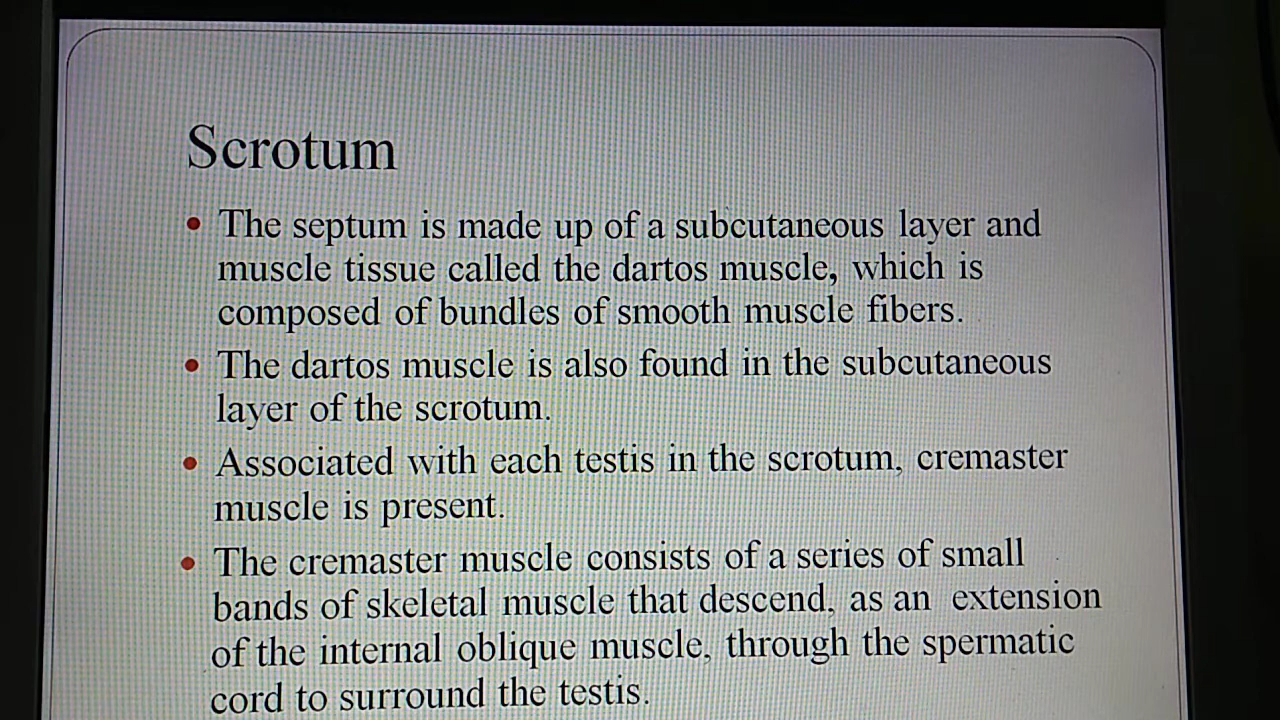 Scrotum
• The septum is made up of a subcutaneous layer and
muscle tissue called the dartos muscle, which is
composed of bundles of smooth muscle fibers.
• The dartos muscle is also found in the subcutaneous
layer of the scrotum.
• Associated with each testis in the scrotum, cremaster
muscle is present.
• The cremaster muscle consists of a series of small
bands of skeletal muscle that descend, as an extension
of the internal oblique muscle, through the spermatic
cord to surround the testis.